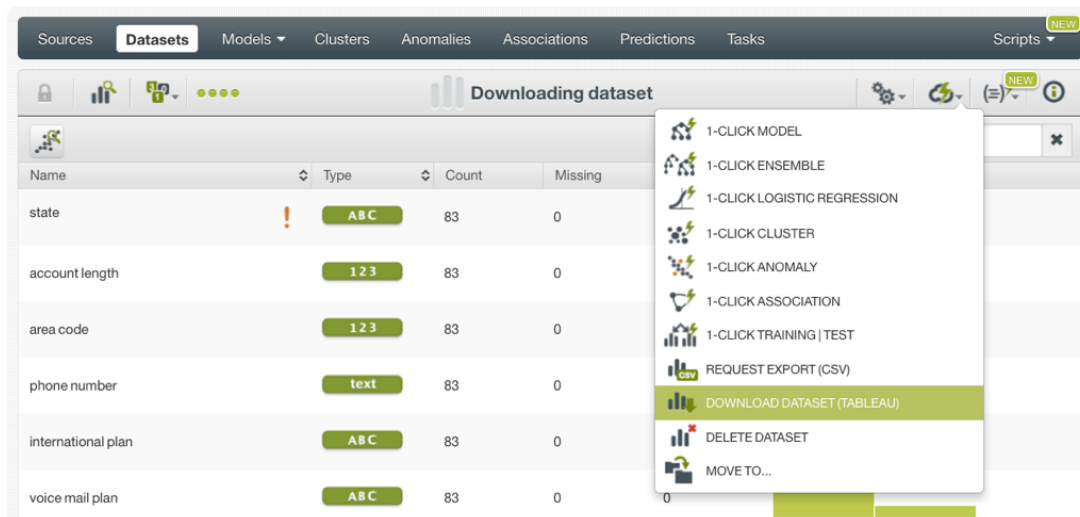 NEW
Sources Datasets Models Clusters Anomalies Associations Predictions Tasks Scripts
Downloading dataset
NEW
1-CLICK MODEL
1-CLICK ENSEMBLE
1-CLICK LOGISTIC REGRESSION
1-CLICK CLUSTER
1-CLICK ANOMALY
1-CLICK ASSOCIATION
1-CLICK TRAINING | TEST
REQUEST EXPORT (CSV)
CSV
DOWNLOAD DATASET (TABLEAU)
DELETE DATASET
MOVE TO...
Name Type Count Missing
state ! ABC 83 0
account length 123 83 0
area code 123 83 0
phone number text 83 0
international plan ABC 83 0
voice mail plan ABC 83 0 0